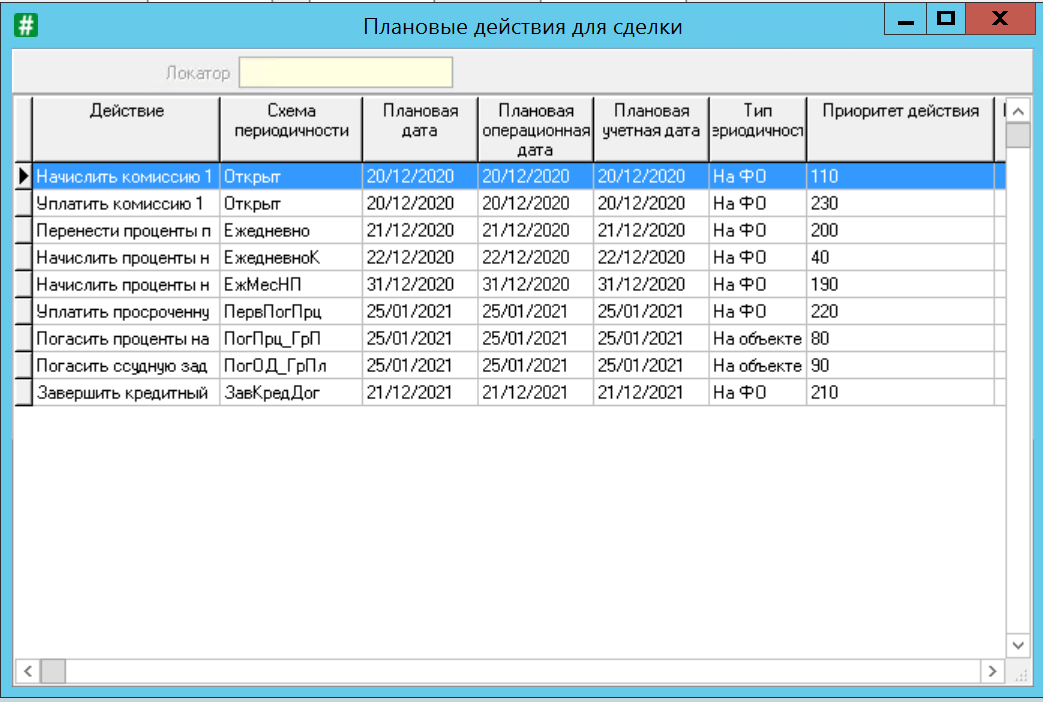 Плановые действия для сделки
Локатор
Действие Схема периодичности Плановая дата Плановая операционная дата Плановая учетная дата Тип ериодичност Приоритет действия
Начислить комиссию 1 Открыт 20/12/2020 20/12/2020 20/12/2020 На ФО 110
Уплатить комиссию 1 Открыт 20/12/2020 20/12/2020 20/12/2020 На ФО 230
Перенести проценты п Ежедневно 21/12/2020 21/12/2020 21/12/2020 На ФО 200
Начислить проценты н ЕжедневноК 22/12/2020 22/12/2020 22/12/2020 На ФО 40
Начислить проценты н ЕжМесНП 31/12/2020 31/12/2020 31/12/2020 На ФО 190
Уплатить просроченну ПервПогПрц 25/01/2021 25/01/2021 25/01/2021 На ФО 220
Погасить проценты на ПогПрц_ГрП 25/01/2021 25/01/2021 25/01/2021 На объекте 80
Погасить ссудную зад ПогОД_ГрПл 25/01/2021 25/01/2021 25/01/2021 На объекте 90
Завершить кредитный ЗавКредДог 21/12/2021 21/12/2021 21/12/2021 На ФО 210